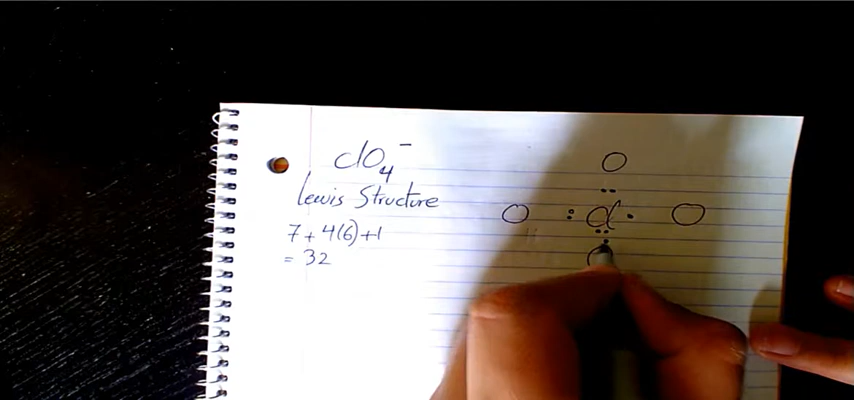 ClO4-
Lewis Structure
7+4(6)+1
= 32
O
O Cl O